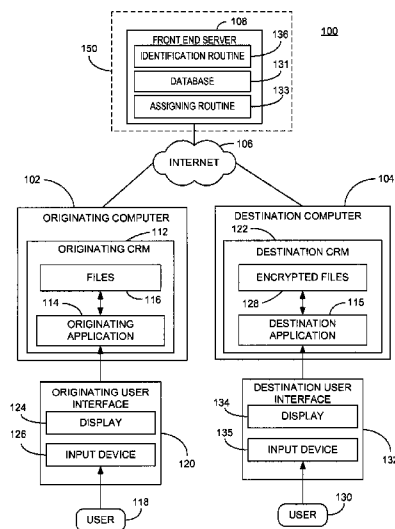 108
100
FRONT END SERVER
136
IDENTIFICATION ROUTINE
150
131
DATABASE
133
ASSIGNING ROUTINE
106
INTERNET
102
104
ORIGINATING COMPUTER
112
ORIGINATING CRM
FILES
114
116
ORIGINATING
APPLICATION
DESTINATION COMPUTER
122
DESTINATION CRM
ENCRYPTED FILES
128
115
DESTINATION
APPLICATION
ORIGINATING USER
INTERFACE
124
DISPLAY
126
INPUT DEVICE
120
USER
118
DESTINATION USER
INTERFACE
134
DISPLAY
135
INPUT DEVICE
132
USER
130